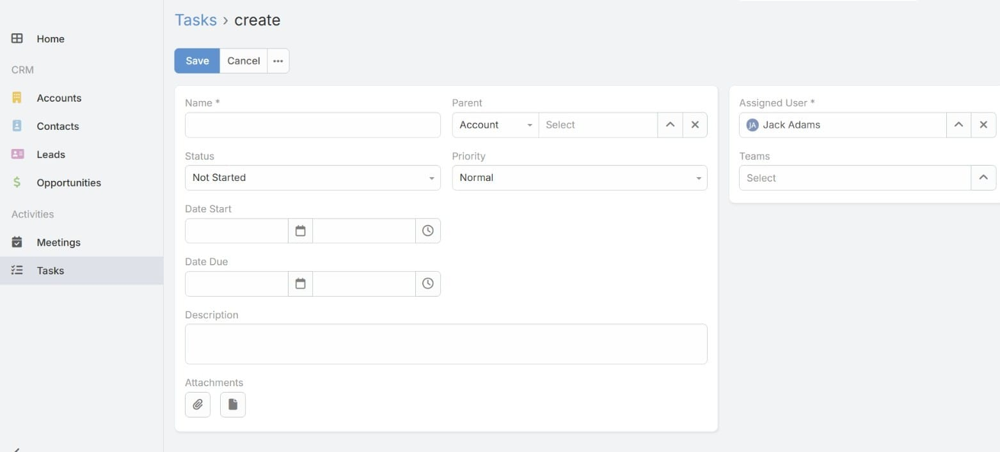 Tasks › create
Home
Save Cancel
CRM
Accounts
Contacts
Leads
Opportunities
Activities
Meetings
Tasks
Name *
Parent
Account Select
Status
Not Started
Priority
Normal
Date Start
Date Due
Description
Attachments
Assigned User *
JA Jack Adams
Teams
Select